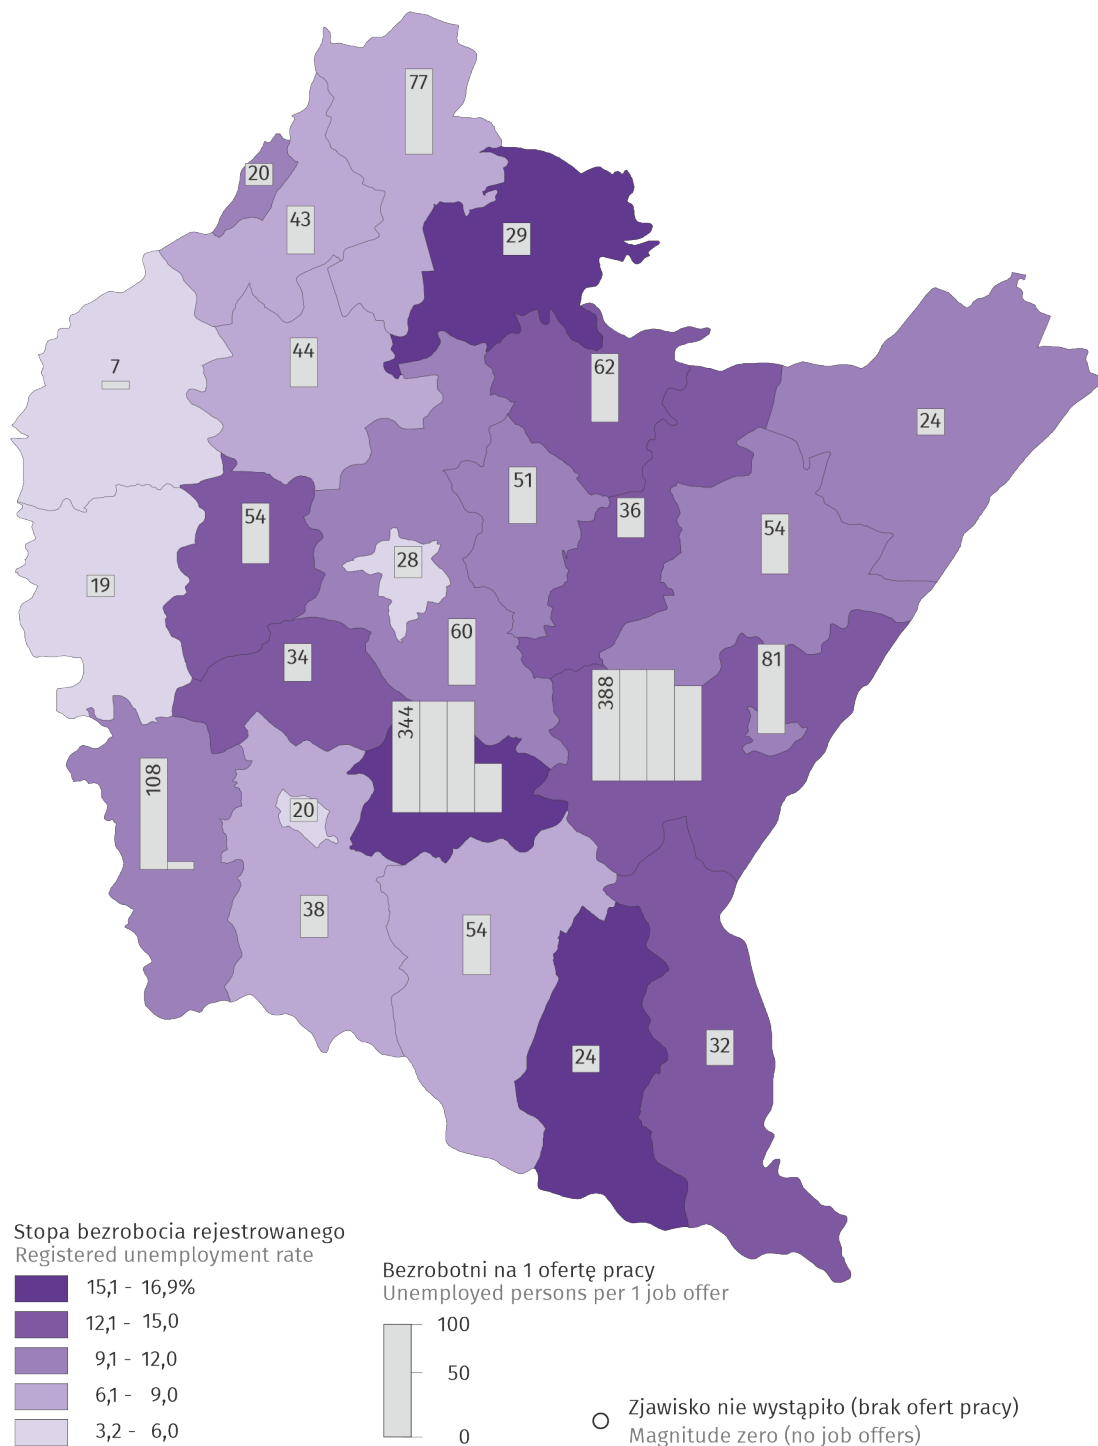 77
20
43
29
44
7
62
24
51
54
36
54
28
19
60
34
81
388
344
108
20
38
54
32
24
Stopa bezrobocia rejestrowanego
Registered unemployment rate
15,1 - 16,9%
12,1 - 15,0
9,1 - 12,0
6,1 - 9,0
3,2 - 6,0
Bezrobotni na 1 ofertę pracy
Unemployed persons per 1 job offer
100
50
0
Zjawisko nie wystąpiło (brak ofert pracy)
Magnitude zero (no job offers)